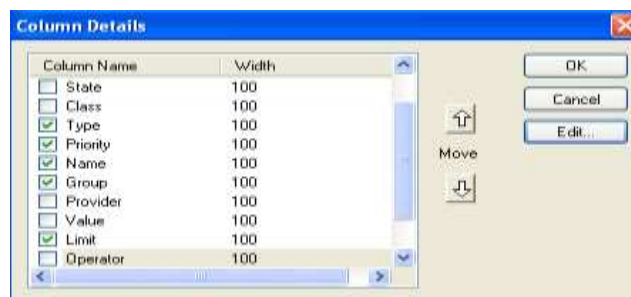 Column Details
Column Name Width
State 100
Class 100
Type 100
Priority 100
Name 100
Group 100
Provider 100
Value 100
Limit 100
Operator 100
Move
OK
Cancel
Edit...